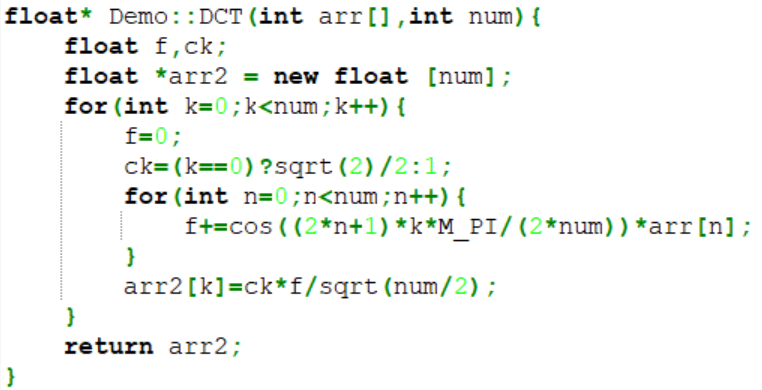 float* Demo::DCT(int arr[],int num){
    float f,ck;
    float *arr2 = new float [num];
    for(int k=0;k<num;k++){
        f=0;
        ck=(k==0)?sqrt(2)/2:1;
        for(int n=0;n<num;n++){
            f+=cos((2*n+1)*k*M_PI/(2*num))*arr[n];
        }
        arr2[k]=ck*f/sqrt(num/2);
    }
    return arr2;
}